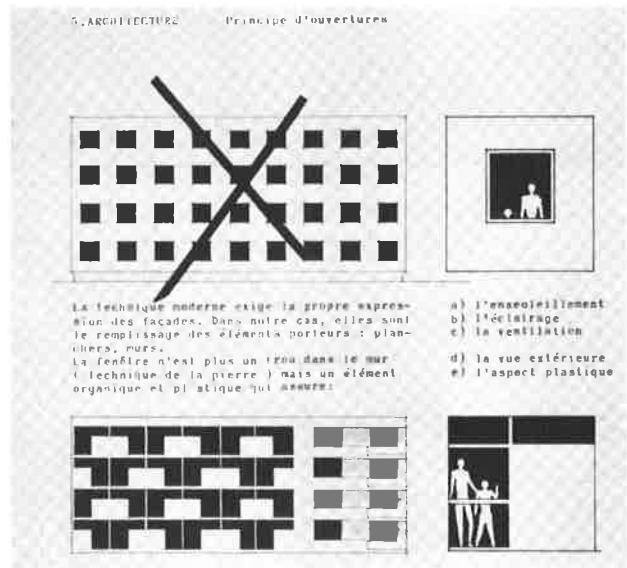 5.ARCHITECTURE Principe d'ouvertures
La technique moderne exige la propre expres-
sion des façades. Dans notre cas, elles sont
le remplissage des éléments porteurs : plan-
chers, murs.
La fenêtre n'est plus un trou dans le mur
( technique de la pierre ) mais un élément
organique et plastique qui assure:
a) l'ensoleillement
b) l'éclairage
c) la ventilation
d) la vue extérieure
e) l'aspect plastique